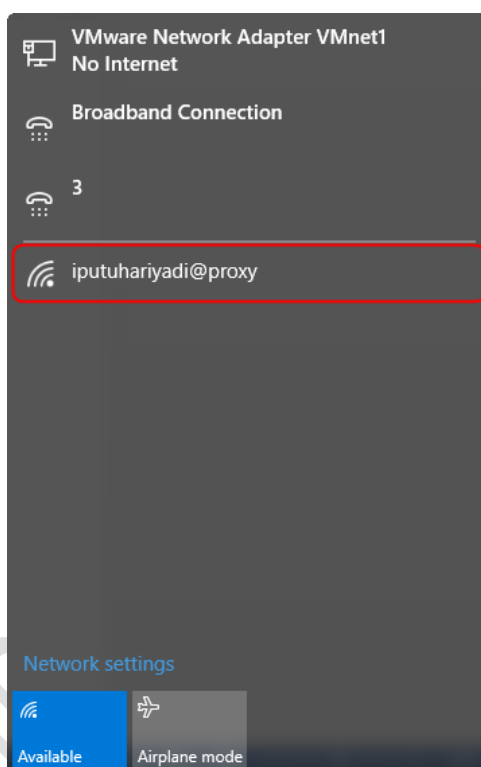 VMware Network Adapter VMnet1
No Internet
Broadband Connection
3
iputuhariyadi@proxy
Network settings
Available
Airplane mode